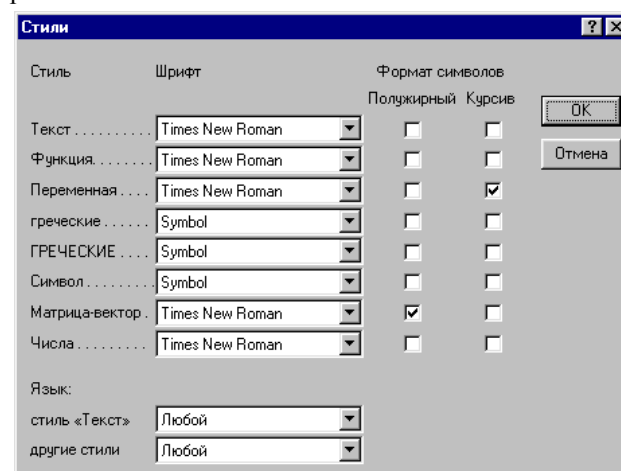 Стили
Стиль Шрифт Формат символов
Полужирный Курсив
OK
Текст . . . . . . . . . . Times New Roman
Функция. . . . . . . . Times New Roman
Отмена
Переменная . . . . Times New Roman
греческие . . . . . . Symbol
ГРЕЧЕСКИЕ . . . . Symbol
Символ . . . . . . . . . Symbol
Матрица-вектор . Times New Roman
Числа . . . . . . . . . Times New Roman
Язык:
стиль «Текст» Любой
другие стили Любой